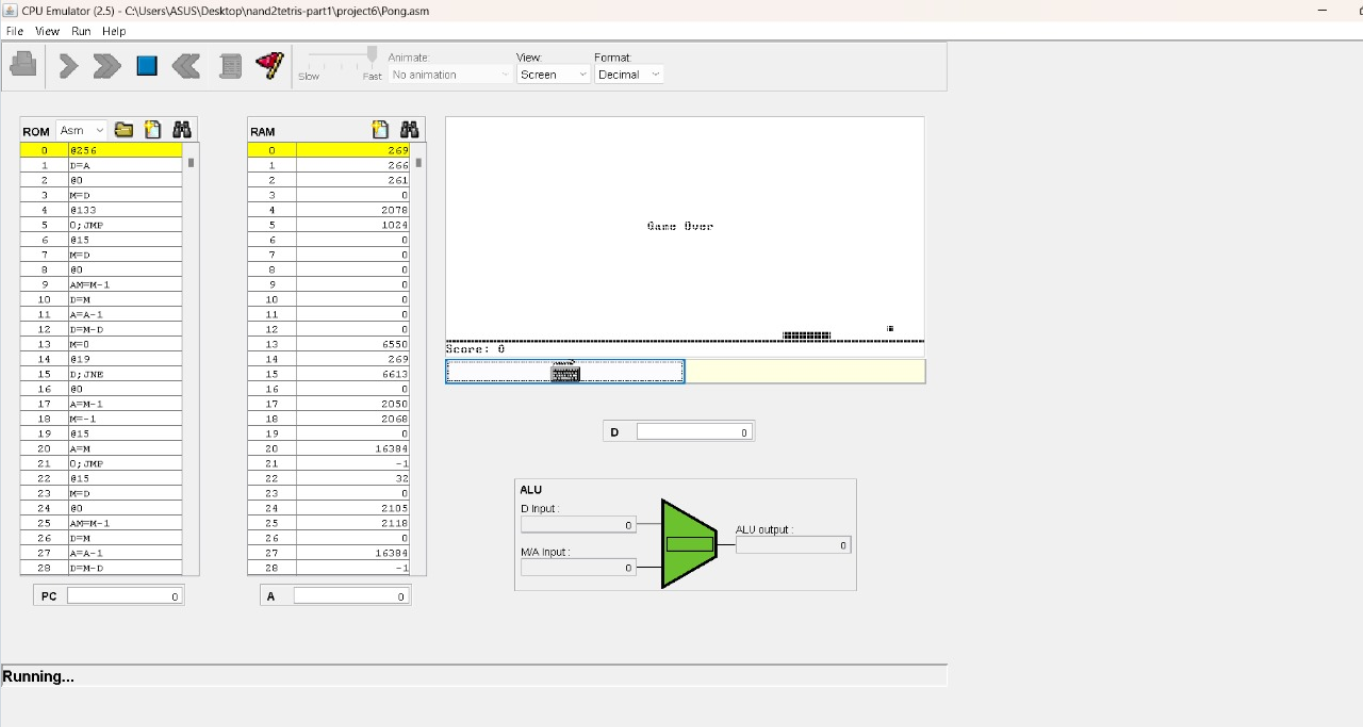 CPU Emulator (2.5) - C:\Users\ASUS\Desktop\nand2tetris-part1\project6\Pong.asm
File View Run Help
Slow Fast
Animate:
No animation
View:
Screen
Format:
Decimal
ROM Asm
0 @256
1 D=A
2 @0
3 M=D
4 @133
5 0;JMP
6 @15
7 M=D
8 @0
9 AM=M-1
10 D=M
11 A=A-1
12 D=M-D
13 M=0
14 @19
15 D;JNE
16 @0
17 A=M-1
18 M=-1
19 @15
20 A=M
21 0;JMP
22 @15
23 M=D
24 @0
25 AM=M-1
26 D=M
27 A=A-1
28 D=M-D
PC 0
RAM
0 269
1 266
2 261
3 0
4 2078
5 1024
6 0
7 0
8 0
9 0
10 0
11 0
12 0
13 6550
14 269
15 6613
16 0
17 2050
18 2068
19 0
20 16384
21 -1
22 32
23 0
24 2105
25 2118
26 0
27 16384
28 -1
A 0
Game Over
Score: 0
D 0
ALU
D Input :
0
M/A Input :
0
ALU output :
0
Running...